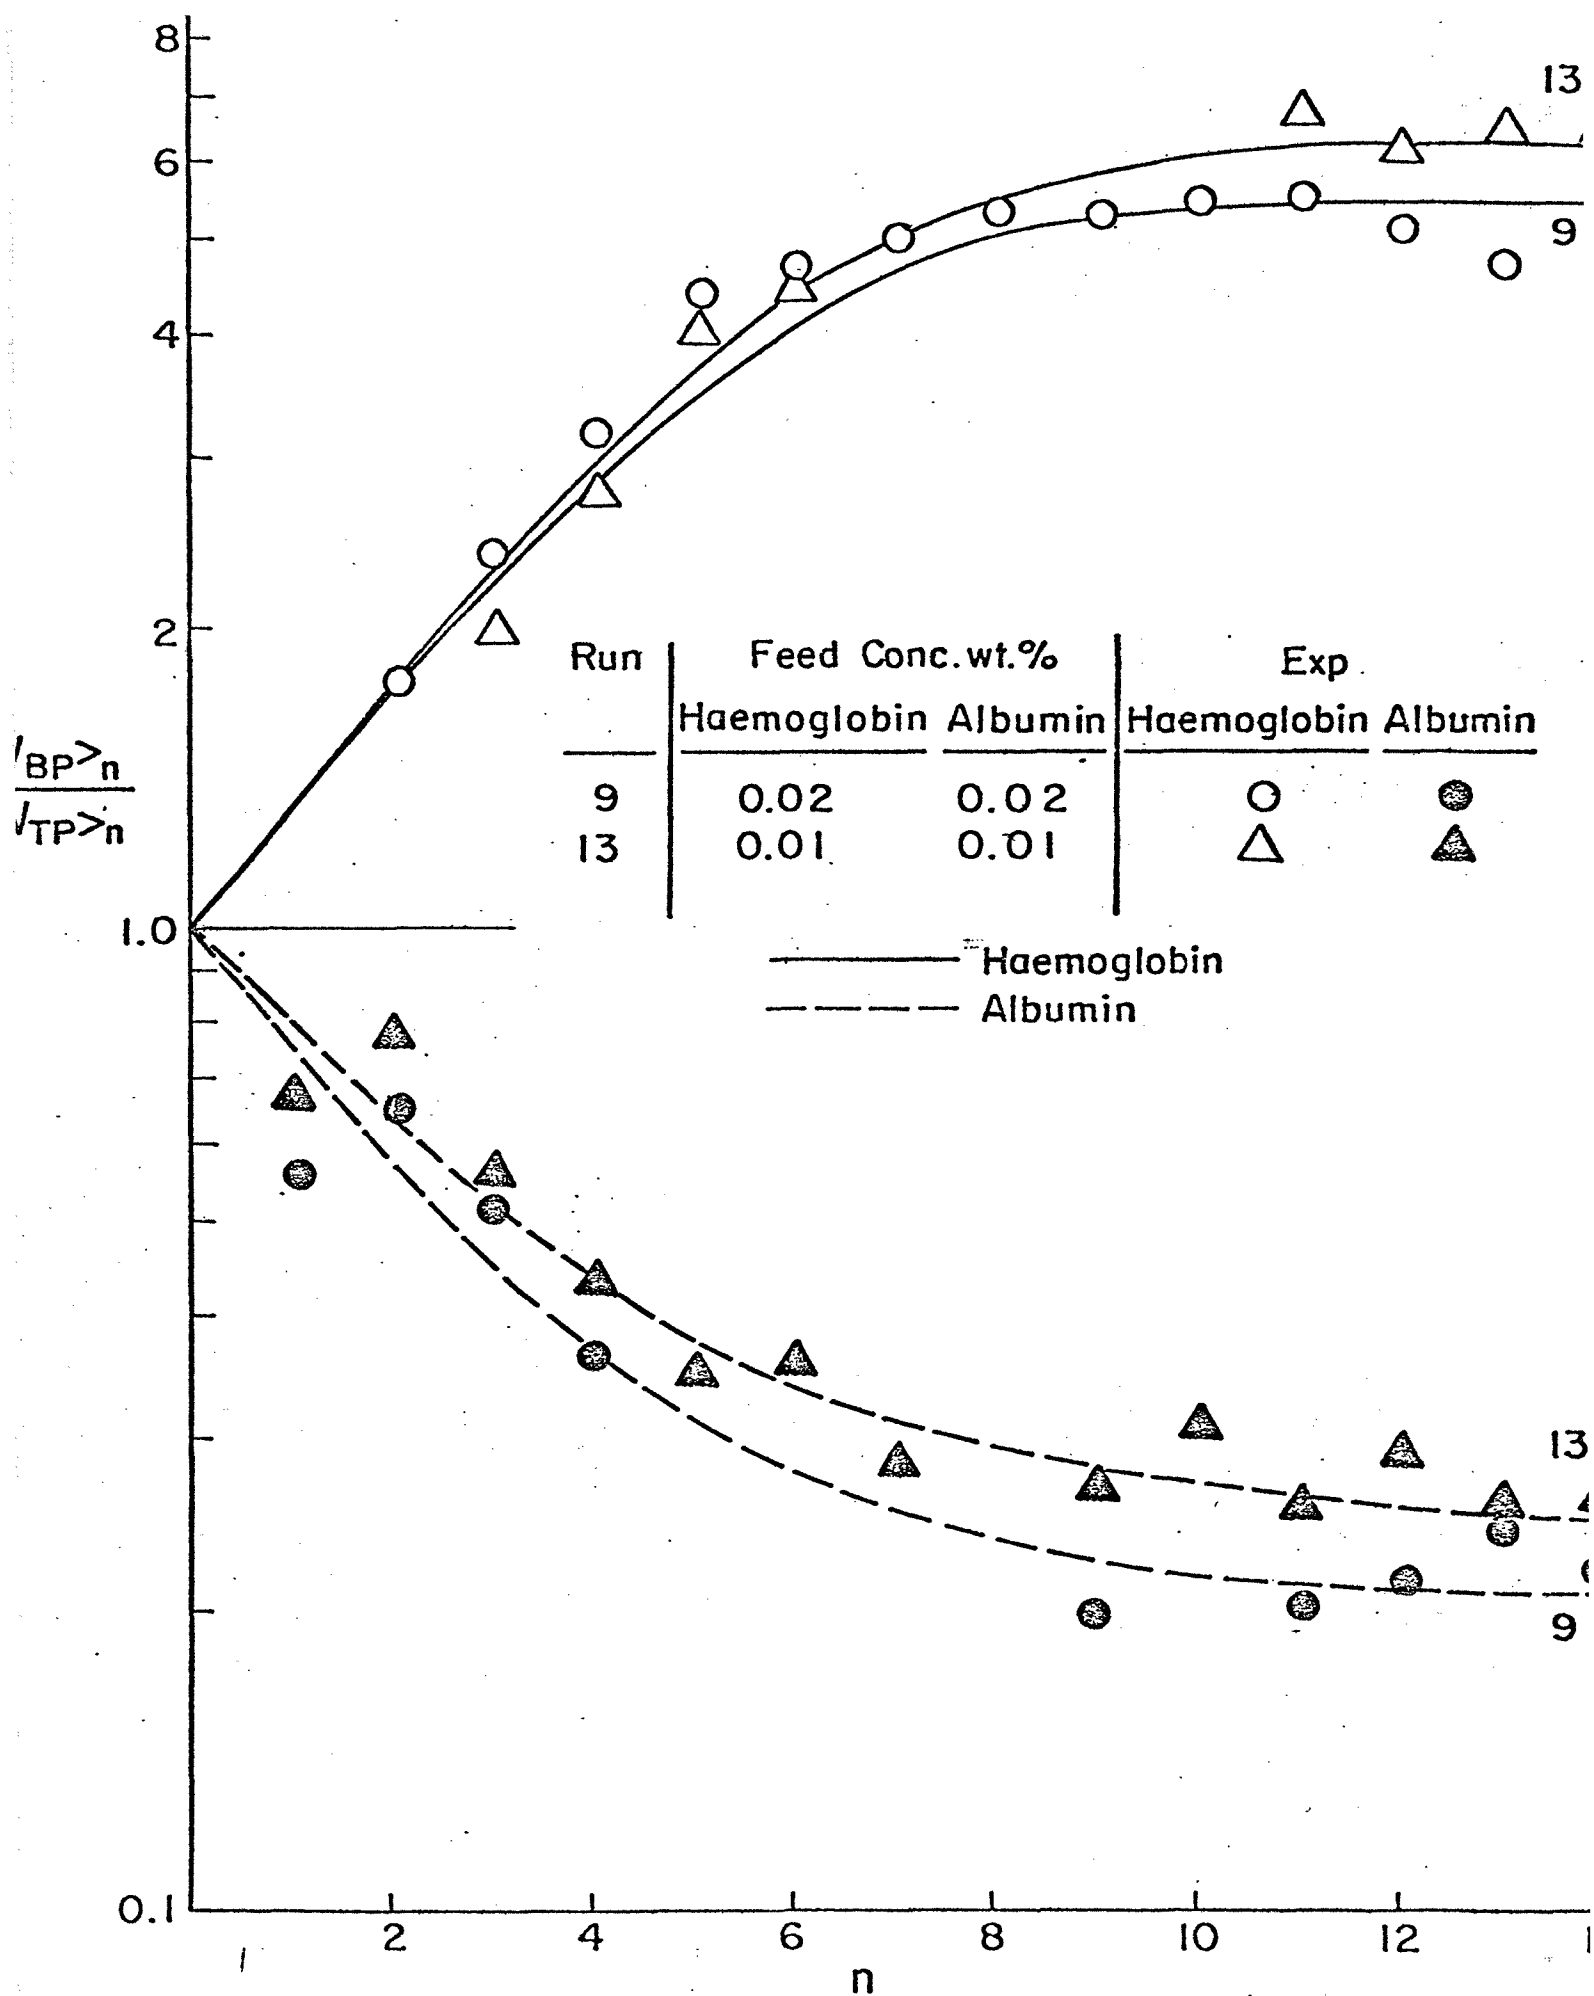 8
13
6
9
4
2
Run Feed Conc. wt.% Exp.
Haemoglobin Albumin Haemoglobin Albumin
BP>n
TP>n
9 0.02 0.02
13 0.01 0.01
1.0
Haemoglobin
Albumin
13
9
0.1
2 4 6 8 10 12
n